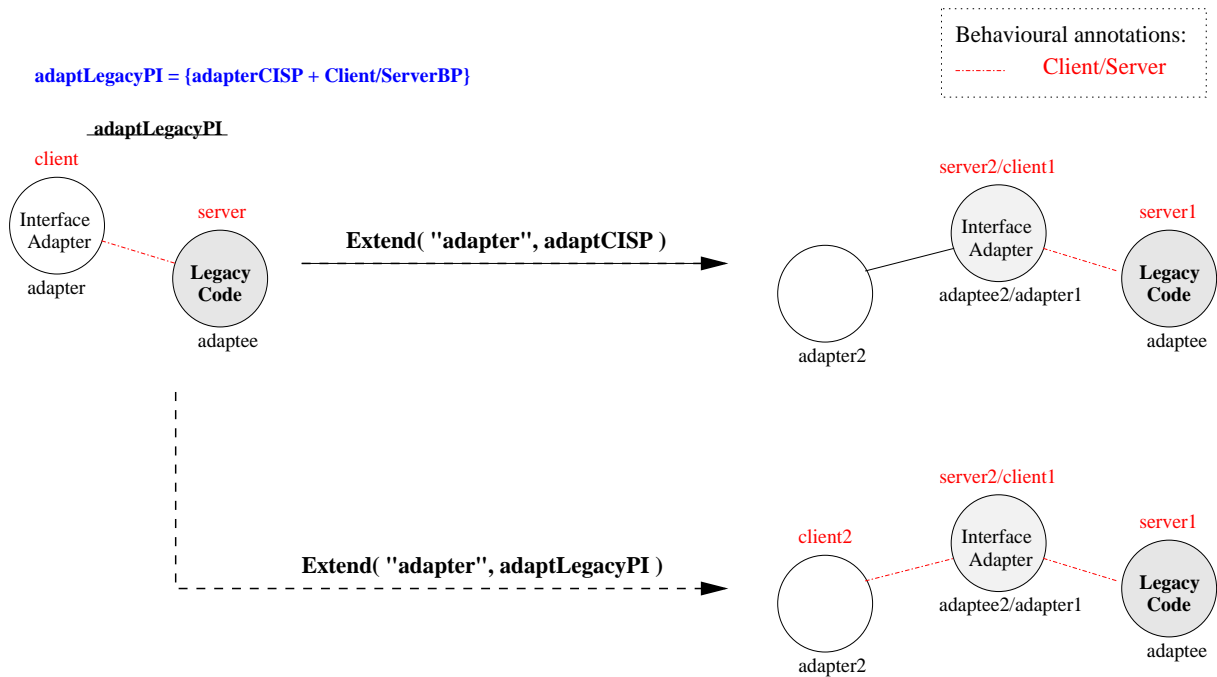 Behavioural annotations:
Client/Server
adaptLegacyPI = {adapterCISP + Client/ServerBP}
adaptLegacyPI
client
Interface
Adapter
adapter
server
Legacy
Code
adaptee
Extend( "adapter", adaptCISP )
adapter2
server2/client1
Interface
Adapter
adaptee2/adapter1
server1
Legacy
Code
adaptee
Extend( "adapter", adaptLegacyPI )
client2
adapter2
server2/client1
Interface
Adapter
adaptee2/adapter1
server1
Legacy
Code
adaptee